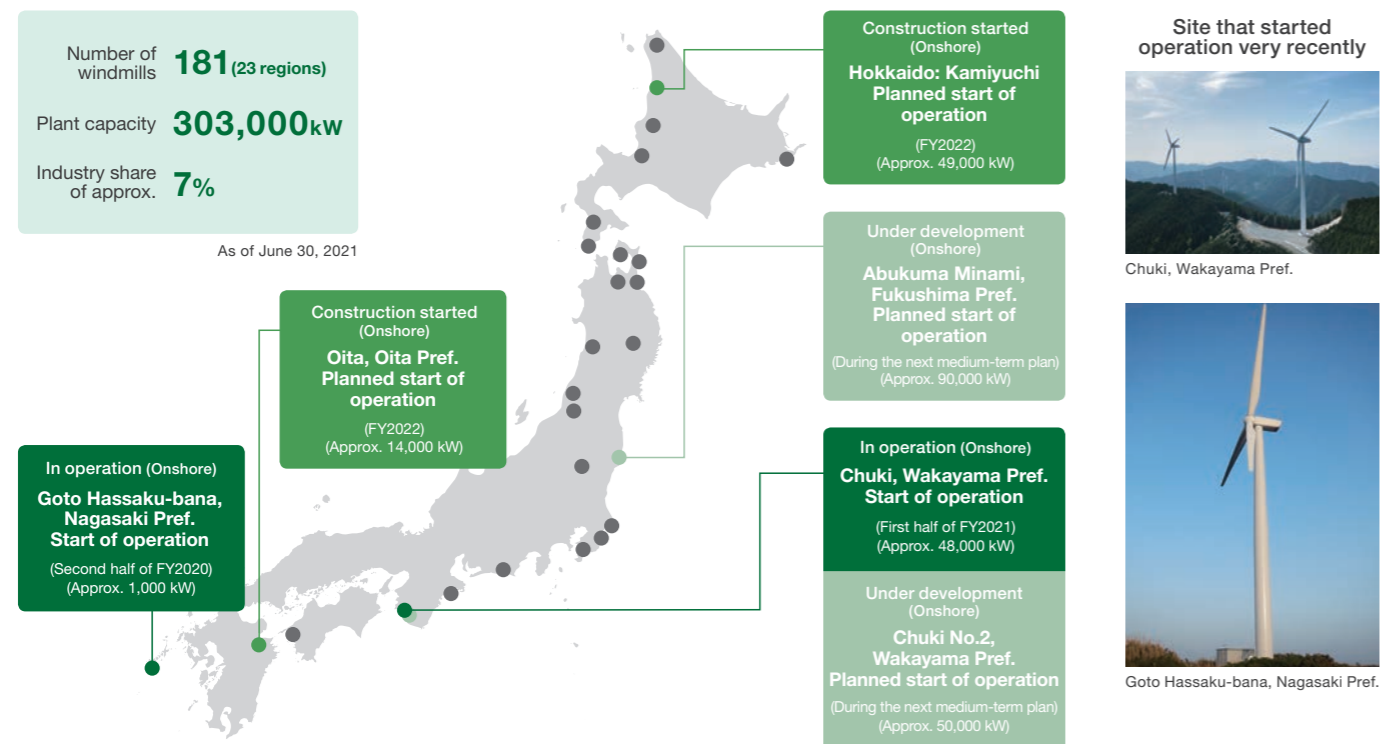 Number of
windmills
181 (23 regions)
Plant capacity
303,000kW
Industry share
of approx.
7%
As of June 30, 2021
Construction started
(Onshore)
Oita, Oita Pref.
Planned start of
operation
(FY2022)
(Approx. 14,000 kW)
In operation (Onshore)
Goto Hassaku-bana,
Nagasaki Pref.
Start of operation
(Second half of FY2020)
(Approx. 1,000 kW)
Construction started
(Onshore)
Hokkaido: Kamiyuchi
Planned start of
operation
(FY2022)
(Approx. 49,000 kW)
Under development
(Onshore)
Abukuma Minami,
Fukushima Pref.
Planned start of
operation
(During the next medium-term plan)
(Approx. 90,000 kW)
In operation (Onshore)
Chuki, Wakayama Pref.
Start of operation
(First half of FY2021)
(Approx. 48,000 kW)
Under development
(Onshore)
Chuki No.2,
Wakayama Pref.
Planned start of operation
(During the next medium-term plan)
(Approx. 50,000 kW)
Site that started
operation very recently
Chuki, Wakayama Pref.
Goto Hassaku-bana, Nagasaki Pref.